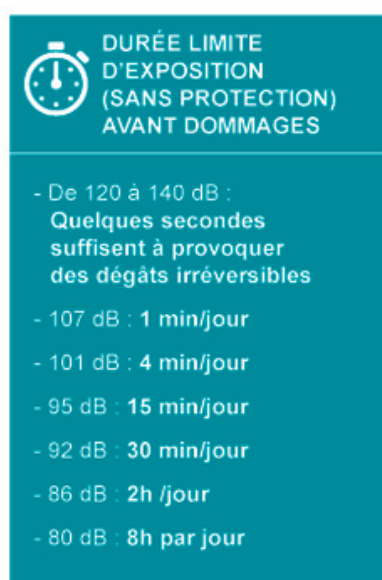 DURÉE LIMITE
D'EXPOSITION
(SANS PROTECTION)
AVANT DOMMAGES
- De 120 à 140 dB :
Quelques secondes
suffisent à provoquer
des dégâts irréversibles
- 107 dB : 1 min/jour
- 101 dB : 4 min/jour
- 95 dB : 15 min/jour
- 92 dB : 30 min/jour
- 86 dB : 2h /jour
- 80 dB : 8h par jour